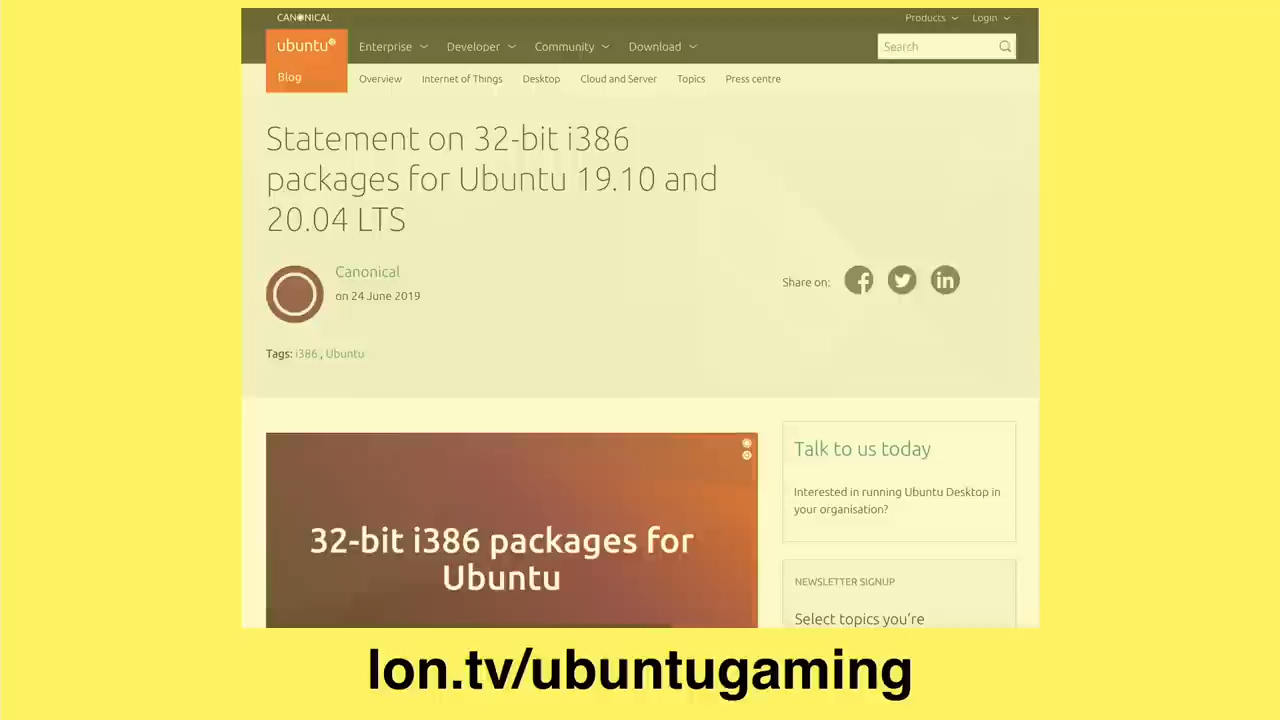 CANONICAL
Products Login
ubuntu
Enterprise Developer Community Download
Search
Blog
Overview Internet of Things Desktop Cloud and Server Topics Press centre
Statement on 32-bit i386
packages for Ubuntu 19.10 and
20.04 LTS
Canonical
on 24 June 2019
Share on:
Tags: i386 , Ubuntu
32-bit i386 packages for
Ubuntu
Talk to us today
Interested in running Ubuntu Desktop in
your organisation?
NEWSLETTER SIGNUP
Select topics you're
lon.tv/ubuntugaming